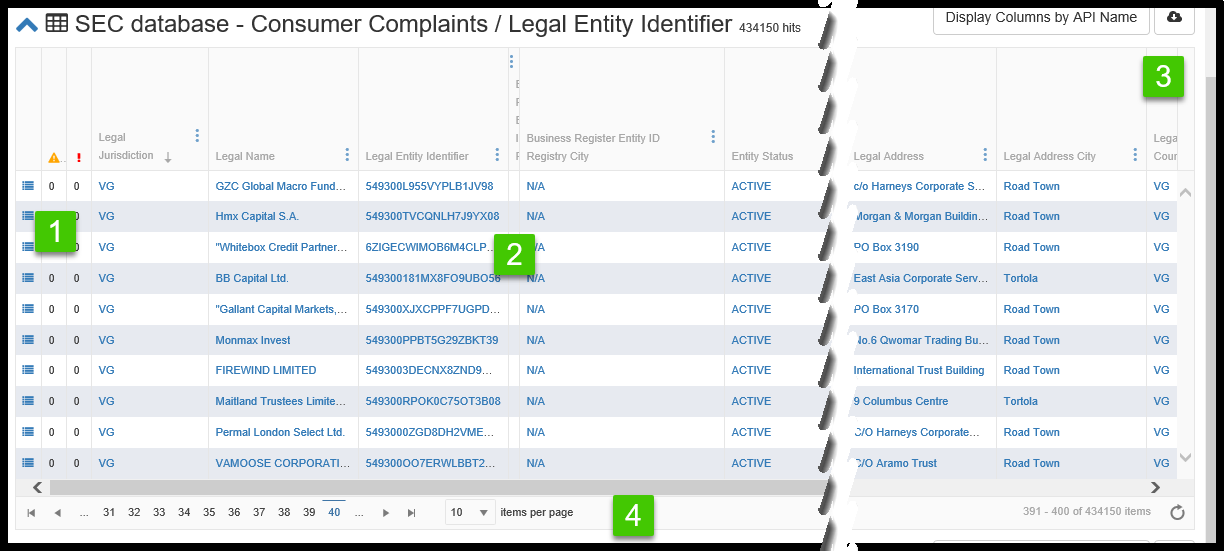 SEC database - Consumer Complaints / Legal Entity Identifier 434150 hits
Display Columns by API Name
3
Legal Jurisdiction
Legal Name
Legal Entity Identifier
Business Register Entity ID Registry City
Entity Status
Legal Address
Legal Address City
0 0 VG GZC Global Macro Fund... 549300L955VYPLB1JV98 N/A ACTIVE c/o Harneys Corporate S... Road Town VG
0 VG Hmx Capital S.A. 549300TVCQNLH7J9YX08 N/A ACTIVE Morgan & Morgan Buildin... Road Town VG
1
VG "Whitebox Credit Partner... 6ZIGECWIMOB6M4CLP... ACTIVE PO Box 3190 Road Town VG
2
0 0 VG BB Capital Ltd. 549300181MX8FO9UBO56 N/A ACTIVE East Asia Corporate Serv... Tortola VG
0 0 VG "Gallant Capital Markets,... 549300XJXCPPF7UGPD... N/A ACTIVE PO Box 3170 Road Town VG
0 0 VG Monmax Invest 549300PPBT5G29ZBKT39 N/A ACTIVE No.6 Qwomar Trading Bu... Road Town VG
0 0 VG FIREWIND LIMITED 5493003DECNX8ZND9... N/A ACTIVE International Trust Building Road Town VG
0 0 VG Maitland Trustees Limite... 549300RPOK0C75OT3B08 N/A ACTIVE 9 Columbus Centre Tortola VG
0 0 VG Permal London Select Ltd. 5493000ZGD8DH2VME... N/A ACTIVE C/O Harneys Corporate... Road Town VG
0 0 VG VAMOOSE CORPORATI... 549300OO7ERWLBBT2... N/A ACTIVE C/O Aramo Trust Road Town VG
... 31 32 33 34 35 36 37 38 39 40 ... 10 items per page
4
391 - 400 of 434150 items